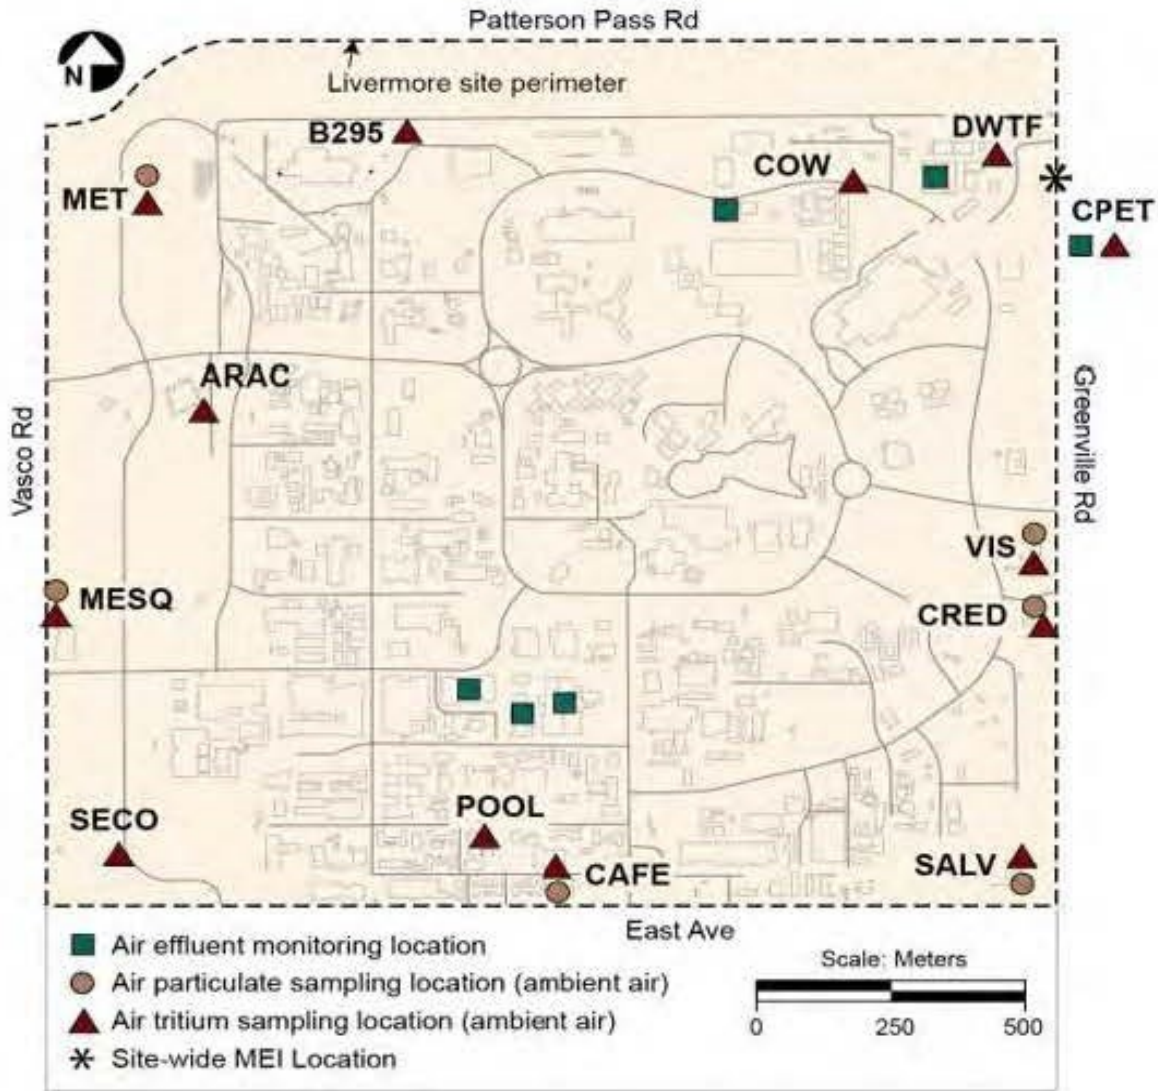 Patterson Pass Rd
N
Livermore site perimeter
B295
DWTF
COW
MET
CPET
ARAC
Vasco Rd
Greenville Rd
VIS
MESQ
CRED
SECO
POOL
CAFE
SALV
East Ave
Air effluent monitoring location
Air particulate sampling location (ambient air)
Air tritium sampling location (ambient air)
Site-wide MEI Location
Scale: Meters
0 250 500